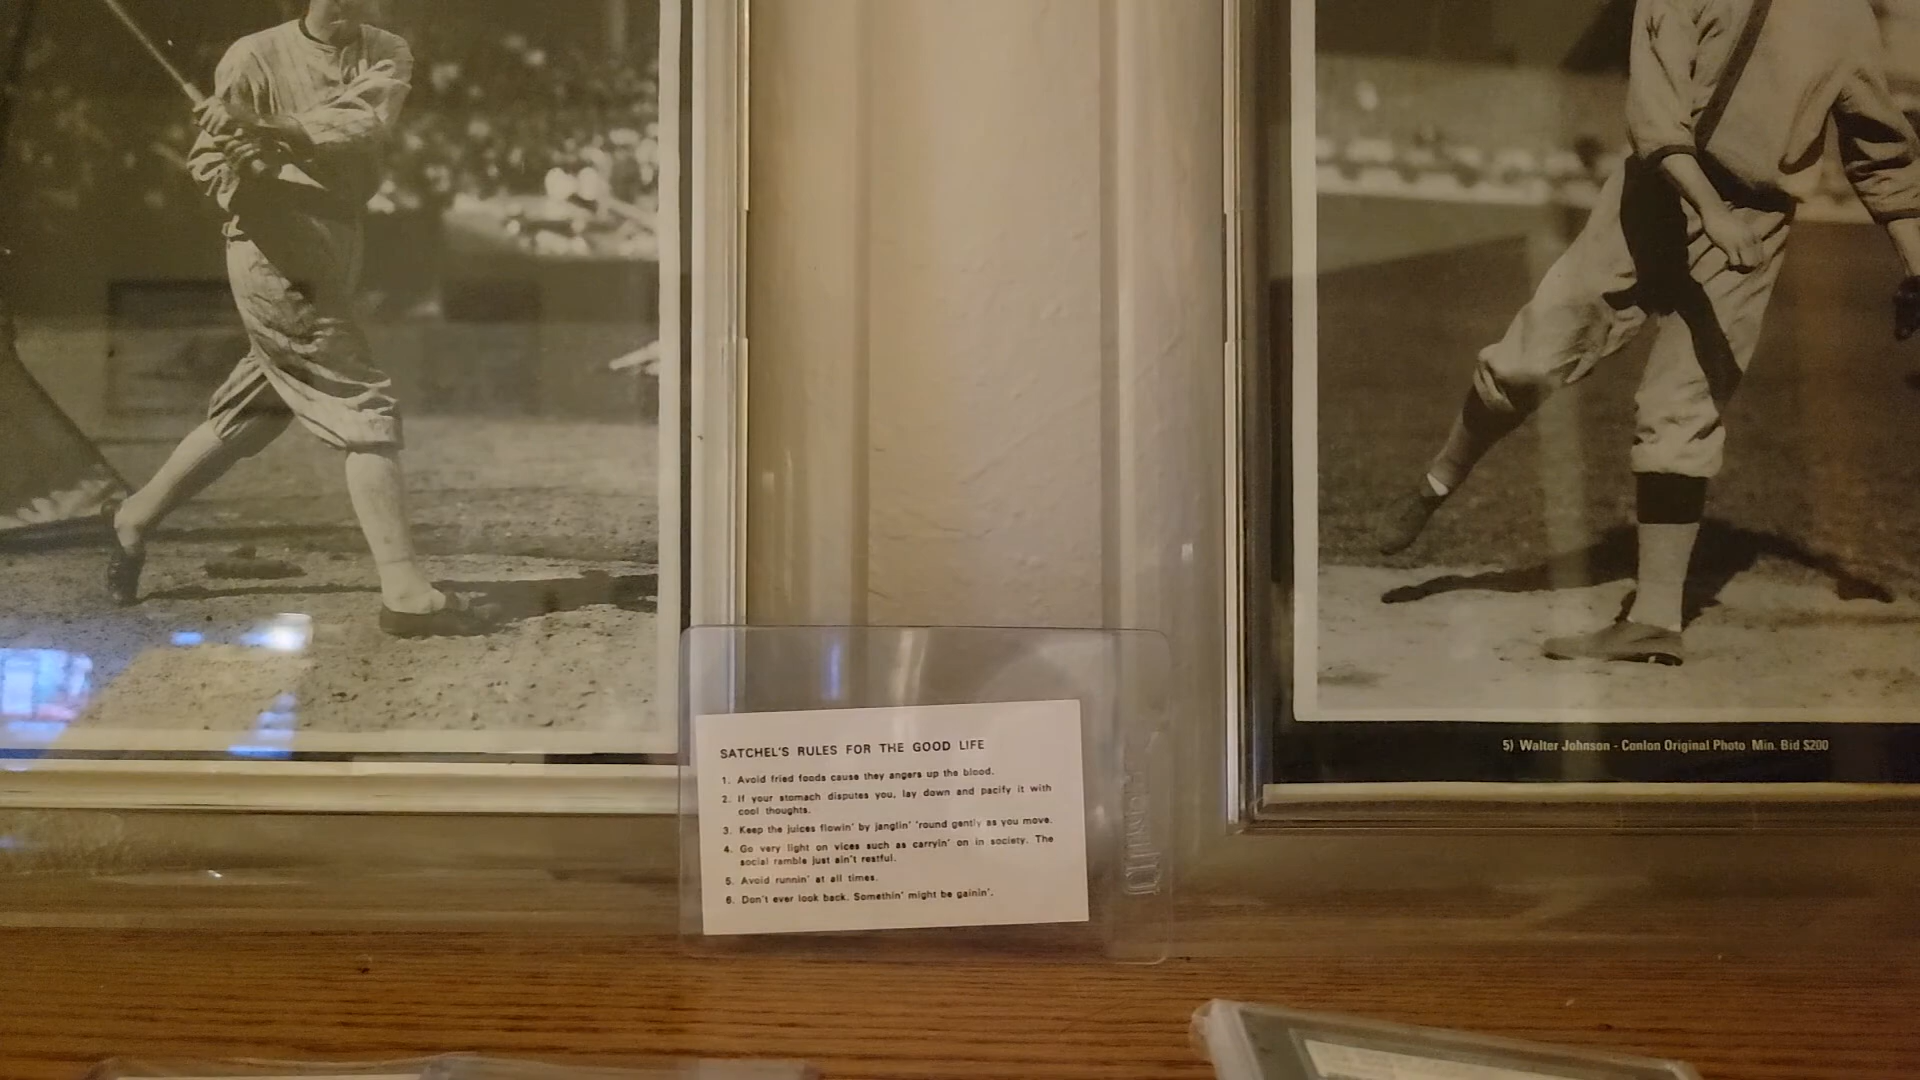 SATCHEL'S RULES FOR THE GOOD LIFE
1. Avoid fried foods cause they angers up the blood.
2. If your stomach disputes you, lay down and pacify it with
cool thoughts.
3. Keep the juices flowin' by janglin' 'round gently as you move.
4. Go very light on vices such as carryin' on in society. The
social ramble just ain't restful.
5. Avoid runnin' at all times.
6. Don't ever look back. Somethin' might be gainin'.
5) Walter Johnson - Conlon Original Photo Min. Bid $200